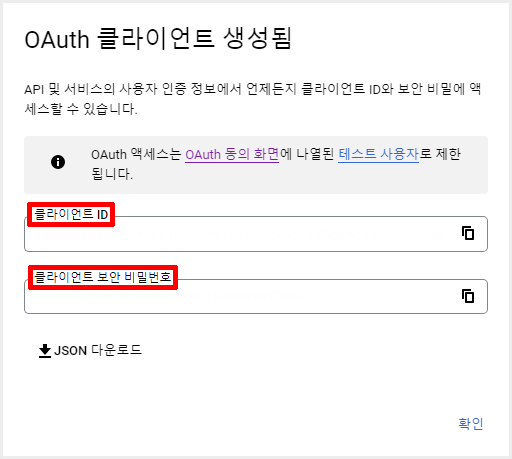 OAuth 클라이언트 생성됨
API 및 서비스의 사용자 인증 정보에서 언제든지 클라이언트 ID와 보안 비밀에 액
세스할 수 있습니다.
OAuth 액세스는 OAuth 동의 화면에 나열된 테스트 사용자로 제한
됩니다.
클라이언트 ID
클라이언트 보안 비밀번호
JSON 다운로드
확인